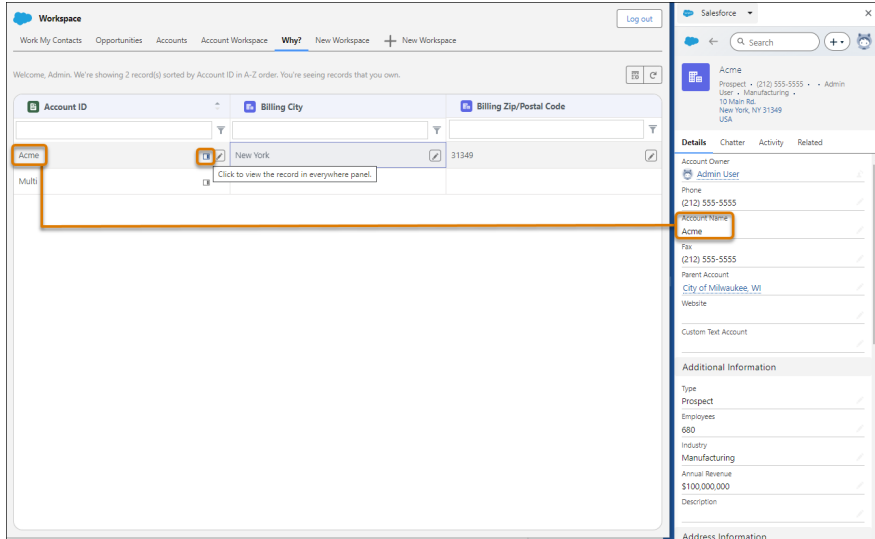 Workspace
Log out
Work My Contacts Opportunities Accounts Account Workspace Why? New Workspace New Workspace
Welcome, Admin. We're showing 2 record(s) sorted by Account ID in A-Z order. You're seeing records that you own.
Account ID Billing City Billing Zip/Postal Code
Acme New York 31349
Click to view the record in everywhere panel.
Multi
Salesforce
Search
Acme
Prospect • (212) 555-5555 • • Admin
User • Manufacturing •
10 Main Rd.
New York, NY 31349
USA
Details Chatter Activity Related
Account Owner
Admin User
Phone
(212) 555-5555
Account Name
Acme
Fax
(212) 555-5555
Parent Account
City of Milwaukee, WI
Website
Custom Text Account
Additional Information
Type
Prospect
Employees
680
Industry
Manufacturing
Annual Revenue
$100,000,000
Description
Address Information